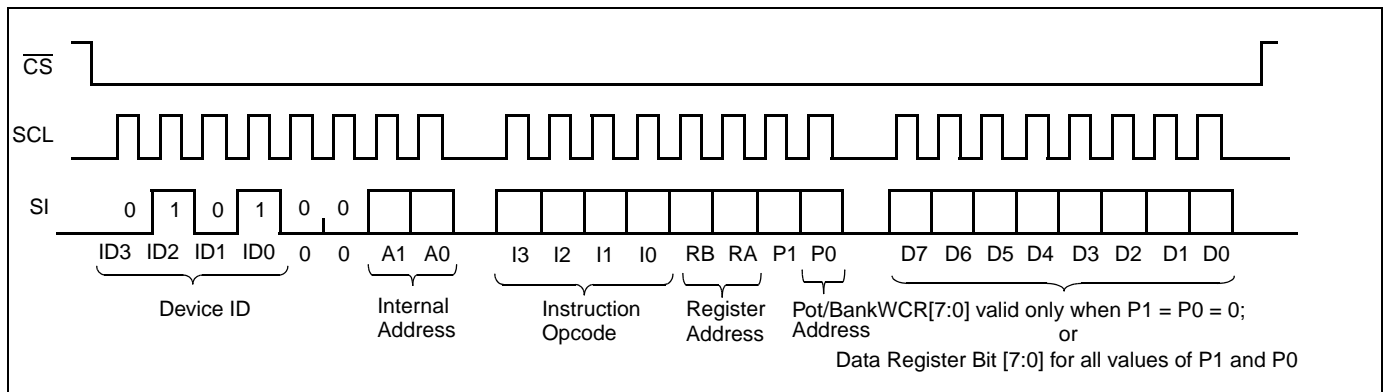 CS
SCL
SI
0 1 0 1 0 0
ID3 ID2 ID1 ID0 0 0 A1 A0 I3 I2 I1 I0 RB RA P1 P0 D7 D6 D5 D4 D3 D2 D1 D0
Device ID
Internal
Address
Instruction
Opcode
Register
Address
Pot/Bank
Address
WCR[7:0] valid only when P1 = P0 = 0;
or
Data Register Bit [7:0] for all values of P1 and P0